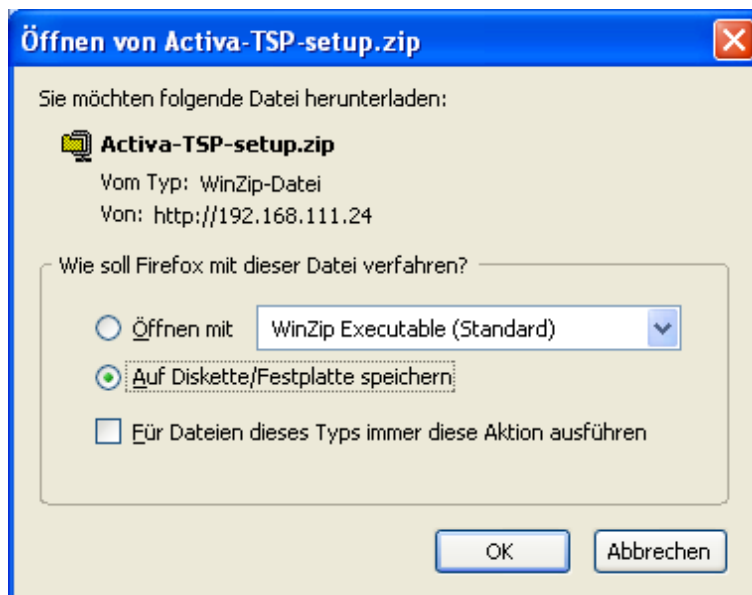 Öffnen von Activa-TSP-setup.zip
Sie möchten folgende Datei herunterladen:
Activa-TSP-setup.zip
Vom Typ: WinZip-Datei
Von: http://192.168.111.24
Wie soll Firefox mit dieser Datei verfahren?
Öffnen mit WinZip Executable (Standard)
Auf Diskette/Festplatte speichern
Für Dateien dieses Typs immer diese Aktion ausführen
OK Abbrechen